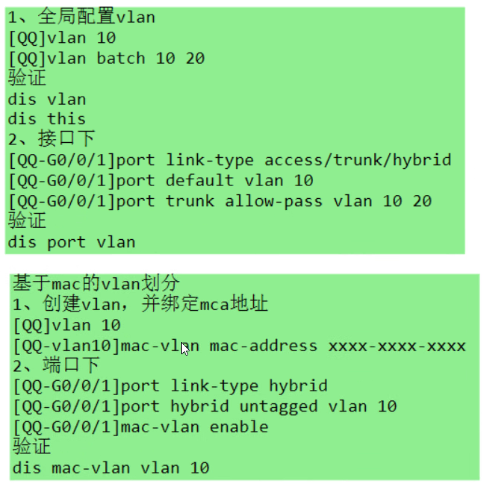 1、全局配置vlan
[QQ]vlan 10
[QQ]vlan batch 10 20
验证
dis vlan
dis this
2、接口下
[QQ-G0/0/1]port link-type access/trunk/hybrid
[QQ-G0/0/1]port default vlan 10
[QQ-G0/0/1]port trunk allow-pass vlan 10 20
验证
dis port vlan
基于mac的vlan划分
1、创建vlan，并绑定mca地址
[QQ]vlan 10
[QQ-vlan10]mac-vlan mac-address xxxx-xxxx-xxxx
2、端口下
[QQ-G0/0/1]port link-type hybrid
[QQ-G0/0/1]port hybrid untagged vlan 10
[QQ-G0/0/1]mac-vlan enable
验证
dis mac-vlan vlan 10